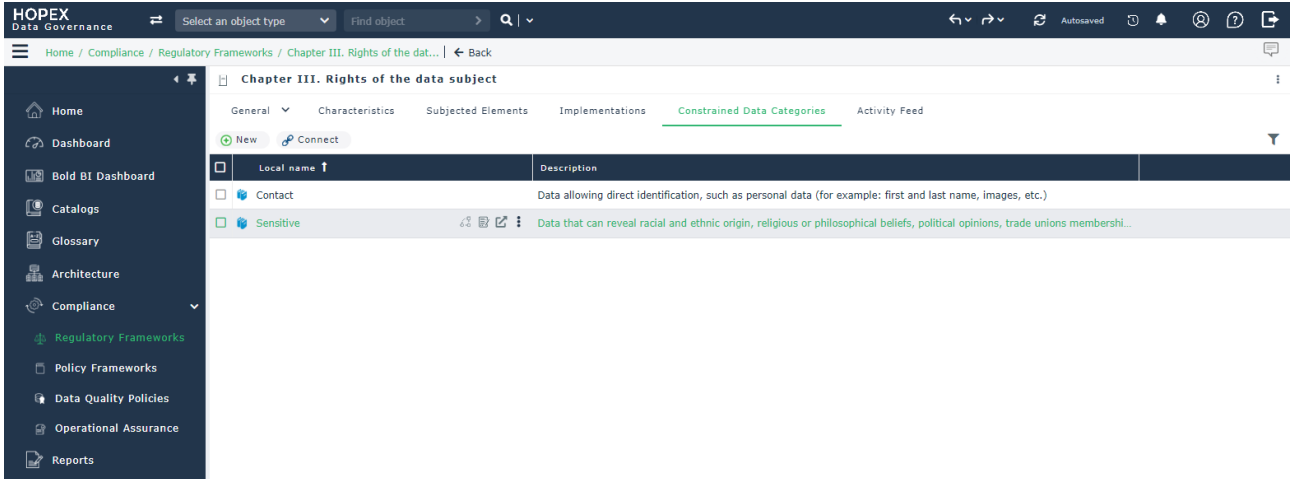 HOPEX
Data Governance
Select an object type
Find object
Autosaved
Home / Compliance / Regulatory Frameworks / Chapter III. Rights of the dat... | ← Back
Chapter III. Rights of the data subject
Home
Dashboard
Bold BI Dashboard
Catalogs
Glossary
Architecture
Compliance
Regulatory Frameworks
Policy Frameworks
Data Quality Policies
Operational Assurance
Reports
General Characteristics Subjected Elements Implementations Constrained Data Categories Activity Feed
New Connect
Local name ↑ Description
Contact Data allowing direct identification, such as personal data (for example: first and last name, images, etc.)
Sensitive Data that can reveal racial and ethnic origin, religious or philosophical beliefs, political opinions, trade unions membershi...